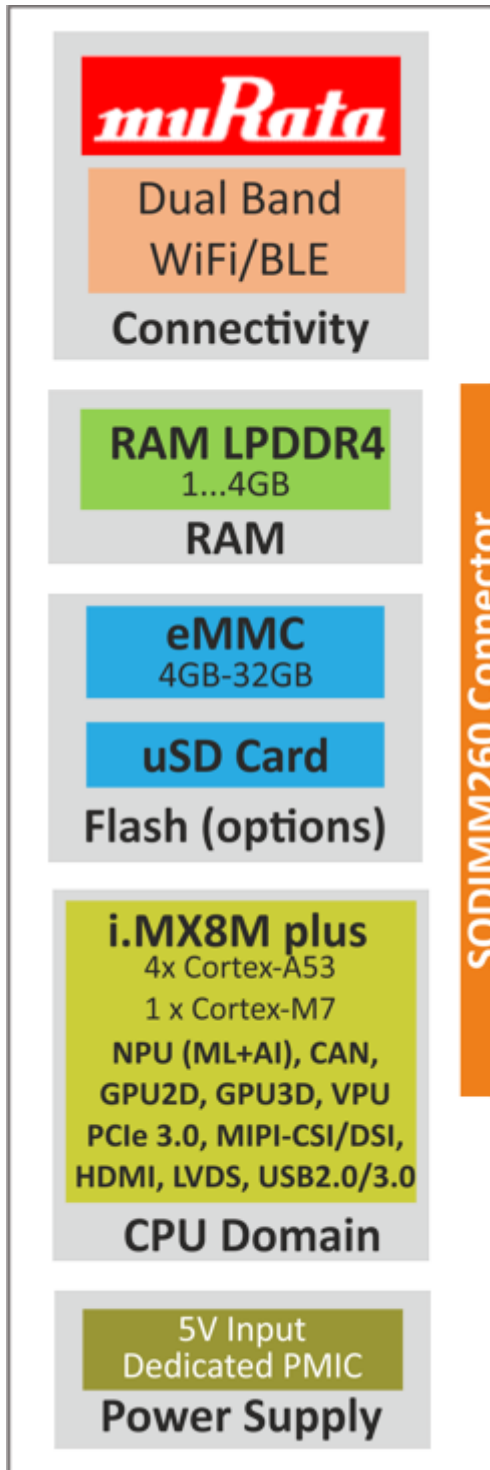 muRata
Dual Band
WiFi/BLE
Connectivity
RAM LPDDR4
1...4GB
RAM
eMMC
4GB-32GB
uSD Card
Flash (options)
i.MX8M plus
4x Cortex-A53
1 x Cortex-M7
NPU (ML+AI), CAN,
GPU2D, GPU3D, VPU
PCIe 3.0, MIPI-CSI/DSI,
HDMI, LVDS, USB2.0/3.0
CPU Domain
5V Input
Dedicated PMIC
Power Supply
SODIMM260 Connector